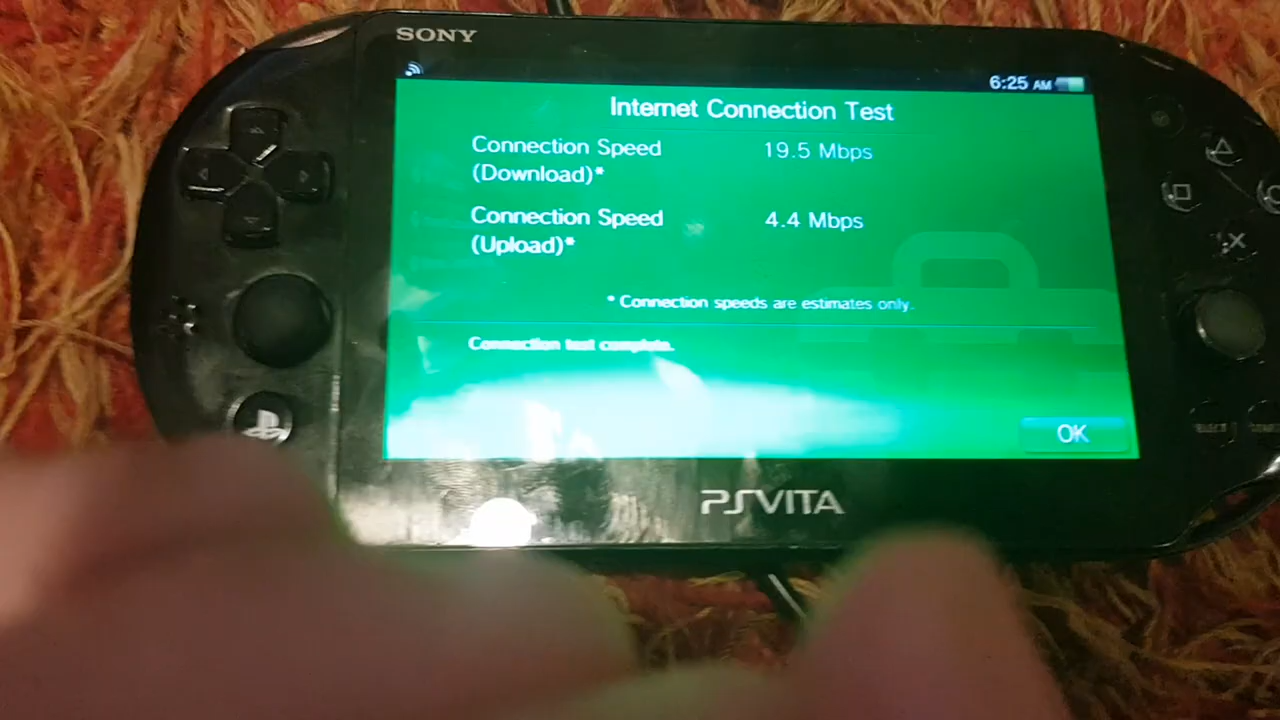 SONY
6:25 AM
Internet Connection Test
Connection Speed 19.5 Mbps
(Download)*
Connection Speed 4.4 Mbps
(Upload)*
* Connection speeds are estimates only.
Connection test complete.
OK
SELECT
PSVITA